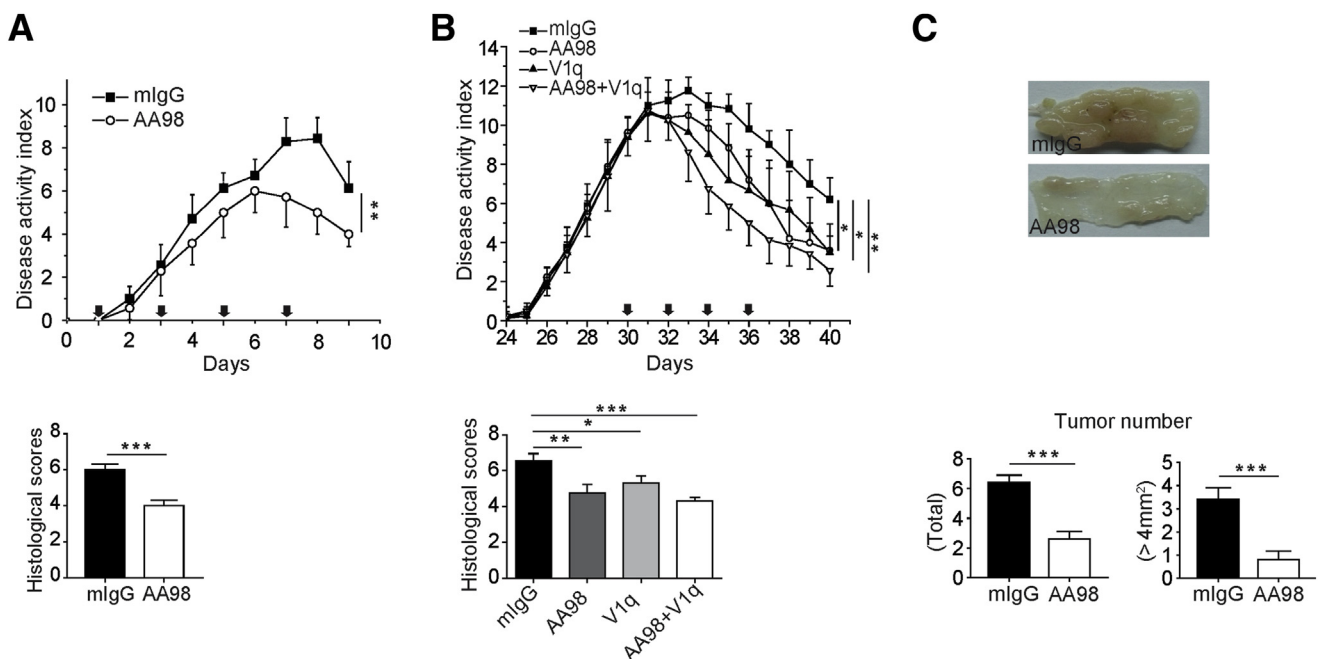 A
mIgG
AA98
Disease activity index
10
8
6
4
2
0
**
0 2 4 6 8 10
Days
Histological scores
8
6
4
2
0
***
mIgG AA98
B
mIgG
AA98
V1q
AA98+V1q
Disease activity index
14
12
10
8
6
4
2
0
* * **
24 26 28 30 32 34 36 38 40
Days
Histological scores
8
6
4
2
0
***
*
**
mIgG AA98 V1q AA98+V1q
C
mIgG
AA98
Tumor number
(Total)
8
6
4
2
0
***
mIgG AA98
(> 4mm²)
5
4
3
2
1
0
***
mIgG AA98